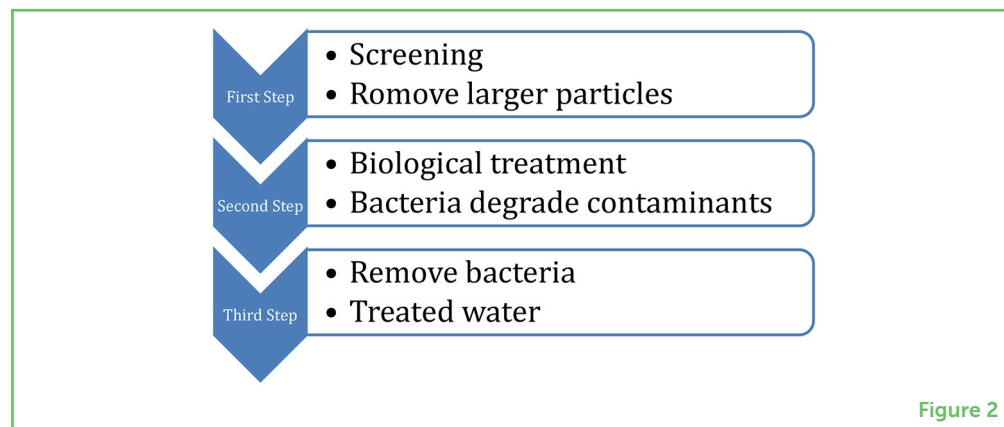 First Step
• Screening
• Romove larger particles
Second Step
• Biological treatment
• Bacteria degrade contaminants
Third Step
• Remove bacteria
• Treated water
Figure 2